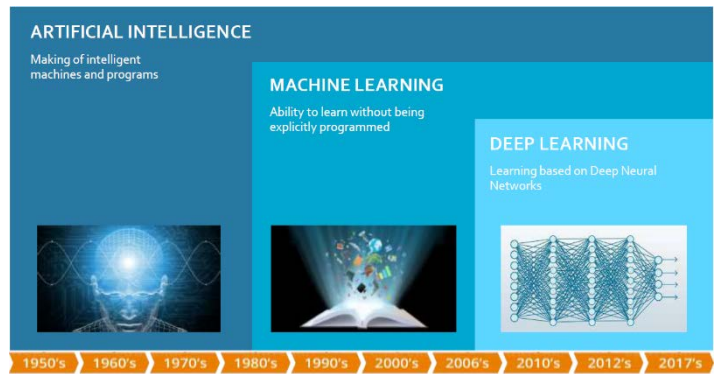 ARTIFICIAL INTELLIGENCE
Making of intelligent
machines and programs
MACHINE LEARNING
Ability to learn without being
explicitly programmed
DEEP LEARNING
Learning based on Deep Neural
Networks
1950's 1960's 1970's 1980's 1990's 2000's 2006's 2010's 2012's 2017's